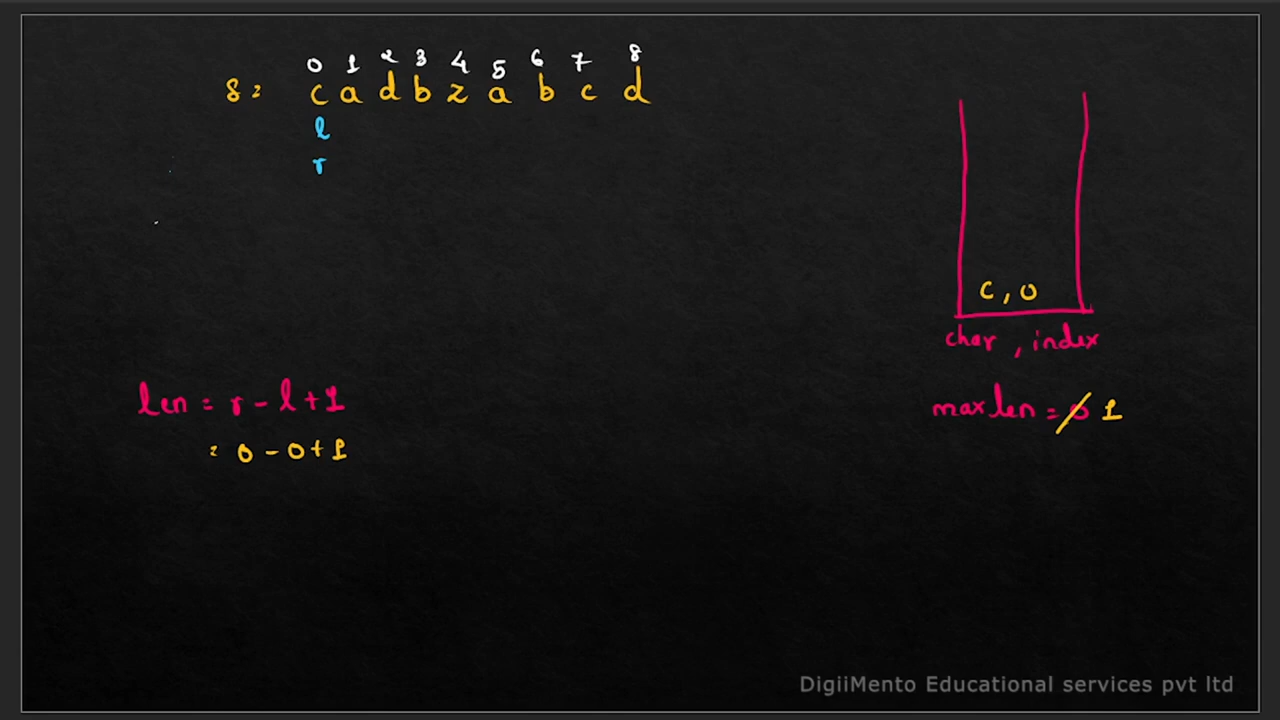 0 1 2 3 4 5 6 7 8
s = c a d b z a b c d
l
r
c, 0
char, index
len = r - l + 1
maxlen = 0 1
= 0 - 0 + 1
DigiiMento Educational services pvt ltd